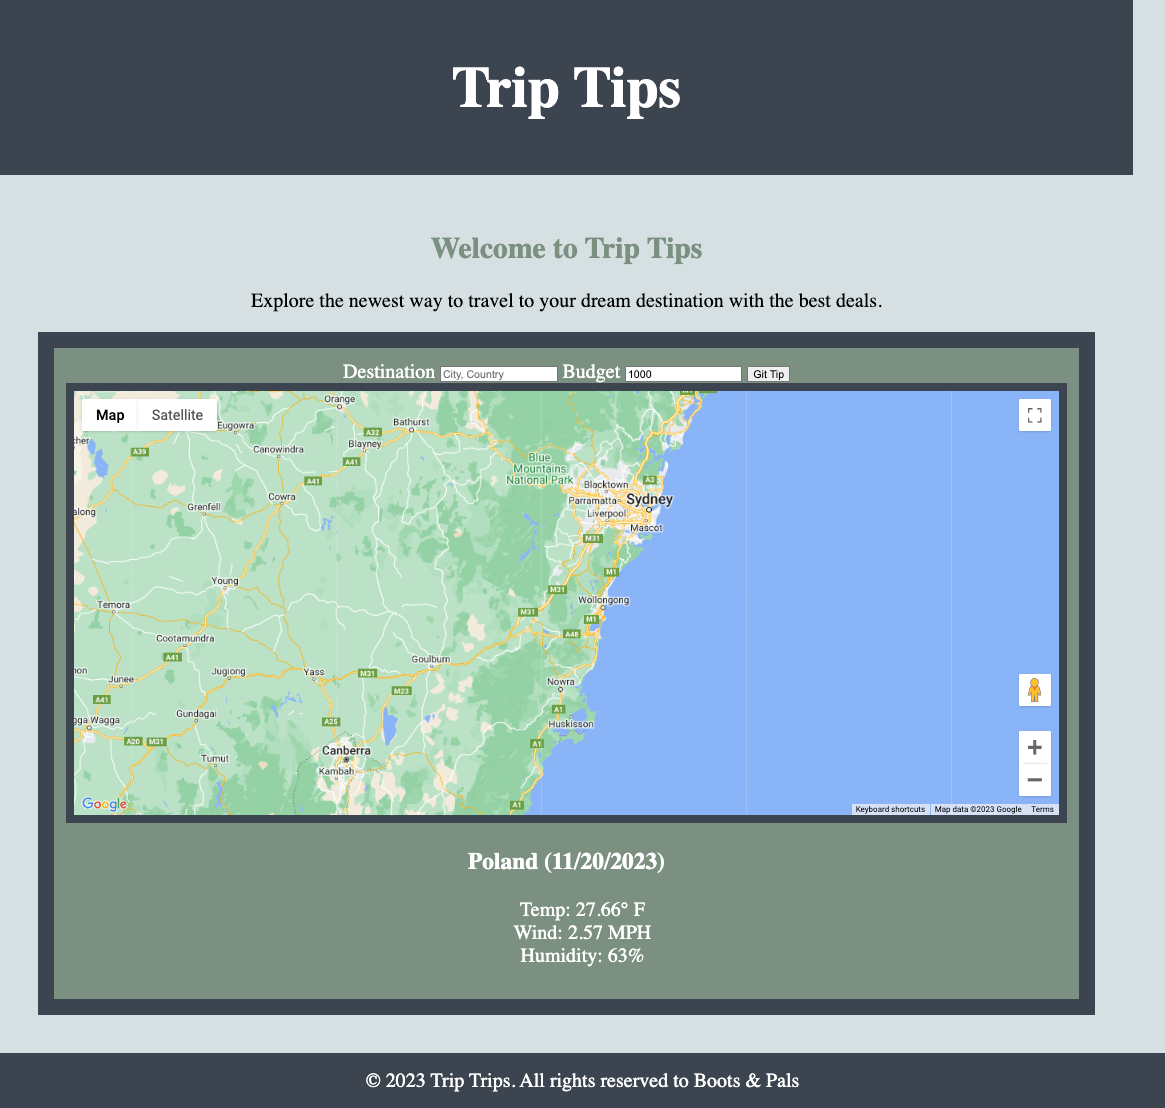 Trip Tips
Welcome to Trip Tips
Explore the newest way to travel to your dream destination with the best deals.
Destination City, Country Budget 1000 Git Tip
Map Satellite
Orange
Eugowra
Bathurst
A32
cher
Canowindra
Blayney
A39
A41
Blue
Mountains
National Park
A41
Blacktown
A3
Cowra
Parramatta
Sydney
along
Grenfell
Liverpool
Mascot
M31
M1
Young
M31
Wollongong
Temora
M31
M1
A48
Cootamundra
A41
Goulburn
non
Junee
Jugiong
Yass
M31
Nowra
A41
M23
A1
gga Wagga
Gundagai
A25
Huskisson
A20 M31
Canberra
A1
Tumut
Kambah
Google
A1
Keyboard shortcuts Map data ©2023 Google Terms
Poland (11/20/2023)
Temp: 27.66° F
Wind: 2.57 MPH
Humidity: 63%
© 2023 Trip Trips. All rights reserved to Boots & Pals